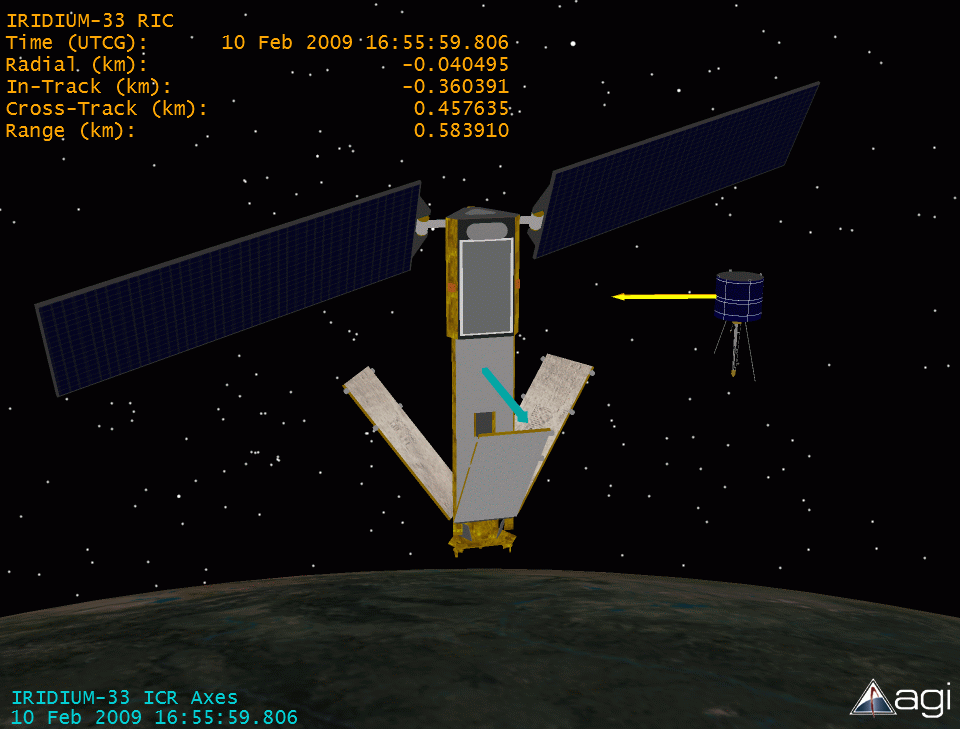 IRIDIUM-33 RIC
Time (UTCG): 10 Feb 2009 16:55:59.806
Radial (km): -0.040495
In-Track (km): -0.360391
Cross-Track (km): 0.457635
Range (km): 0.583910
IRIDIUM-33 ICR Axes
10 Feb 2009 16:55:59.806
agi